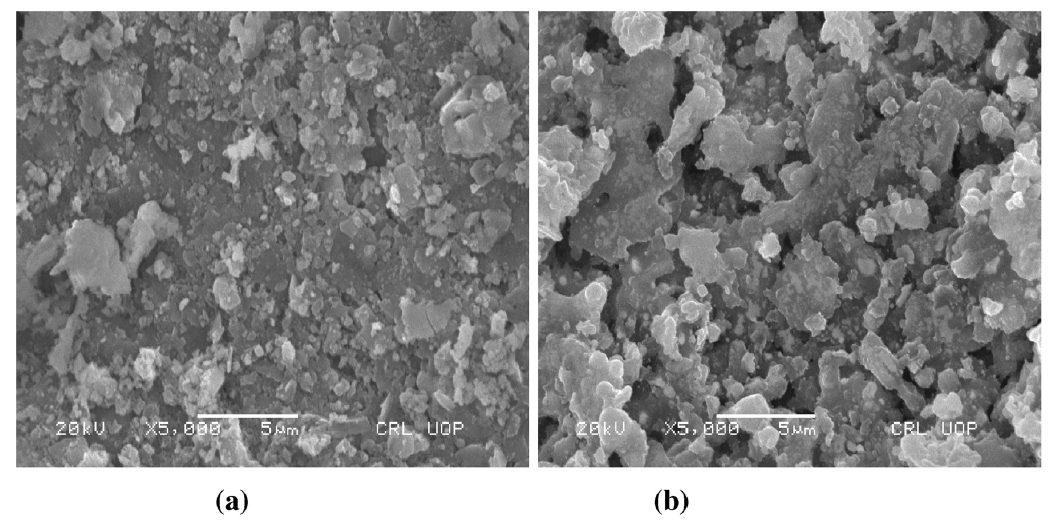 20kV X5,000 5µm CRL UOP
20kV X5,000 5µm CRL UOP
(a)
(b)